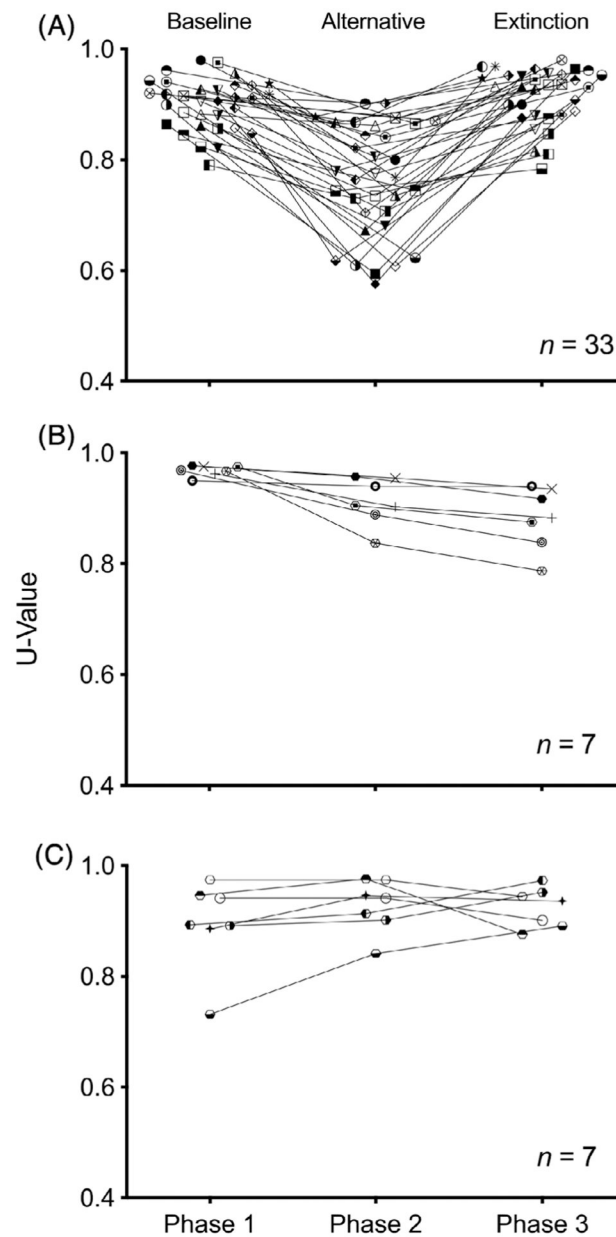 (A) Baseline Alternative Extinction
1.0
0.8
0.6
n = 33
0.4
(B)
1.0
0.8
U-Value
0.6
n = 7
0.4
(C)
1.0
0.8
0.6
n = 7
0.4
Phase 1 Phase 2 Phase 3